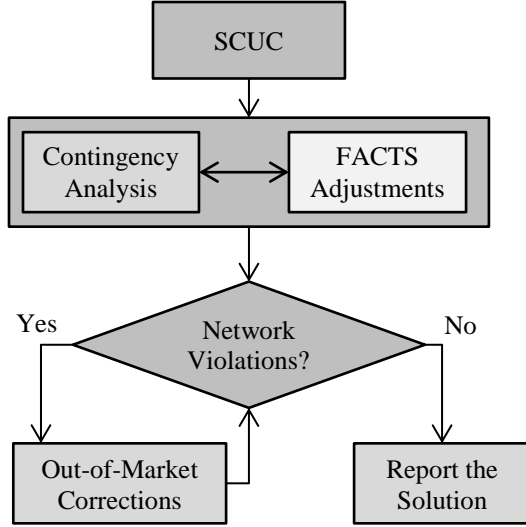 SCUC
Contingency
Analysis
FACTS
Adjustments
Network
Violations?
Yes
No
Out-of-Market
Corrections
Report the
Solution